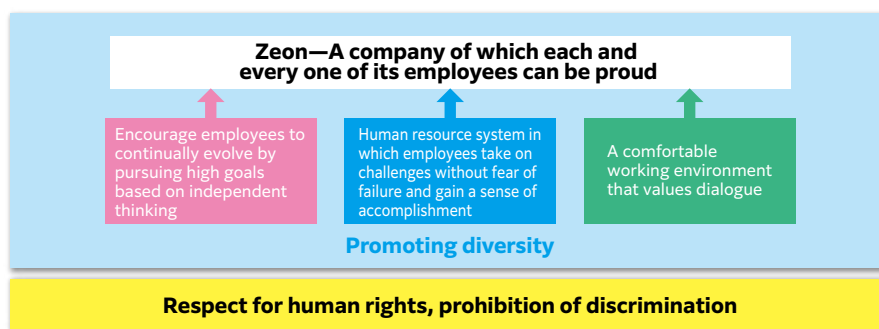 Zeon—A company of which each and
every one of its employees can be proud
Encourage employees to
continually evolve by
pursuing high goals
based on independent
thinking
Human resource system in
which employees take on
challenges without fear of
failure and gain a sense of
accomplishment
A comfortable
working environment
that values dialogue
Promoting diversity
Respect for human rights, prohibition of discrimination